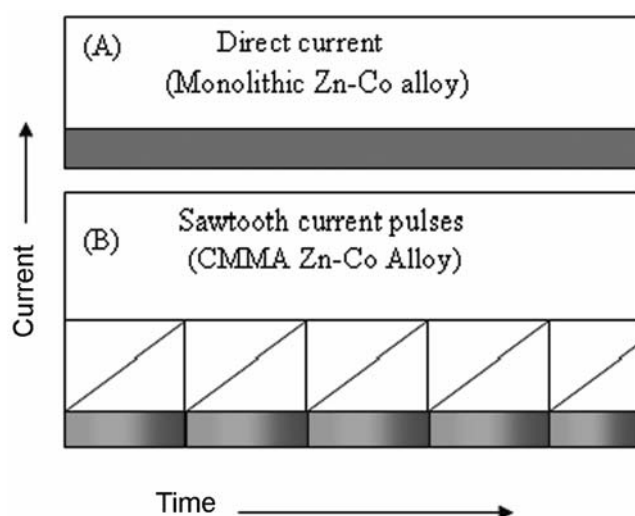 (A)
Direct current
(Monolithic Zn-Co alloy)
(B)
Sawtooth current pulses
(CMMA Zn-Co Alloy)
Current
Time